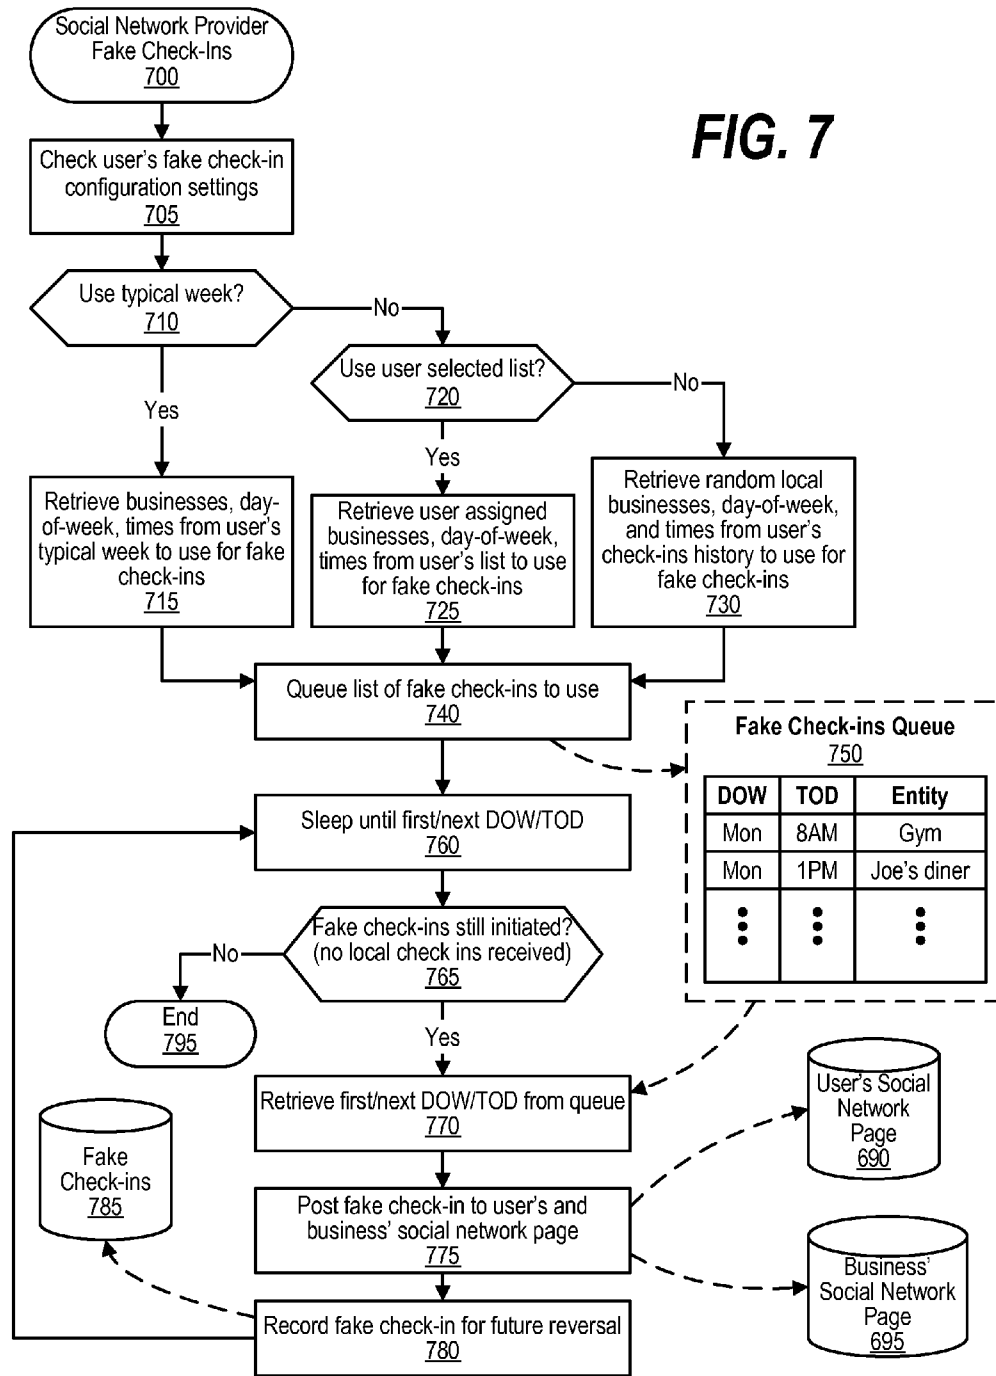 Social Network Provider
Fake Check-Ins
700
FIG. 7
Check user's fake check-in
configuration settings
705
Use typical week?
710
No
Use user selected list?
720
No
Yes
Yes
Retrieve businesses, day-
of-week, times from user's
typical week to use for fake
check-ins
715
Retrieve user assigned
businesses, day-of-week,
times from user's list to use
for fake check-ins
725
Retrieve random local
businesses, day-of-week,
and times from user's
check-ins history to use for
fake check-ins
730
Queue list of fake check-ins to use
740
Fake Check-ins Queue
750
DOW TOD Entity
Mon 8AM Gym
Mon 1PM Joe's diner
Sleep until first/next DOW/TOD
760
Fake check-ins still initiated?
(no local check ins received)
765
No
End
795
Yes
Retrieve first/next DOW/TOD from queue
770
User's Social
Network
Page
690
Fake
Check-ins
785
Post fake check-in to user's and
business' social network page
775
Business'
Social Network
Page
695
Record fake check-in for future reversal
780